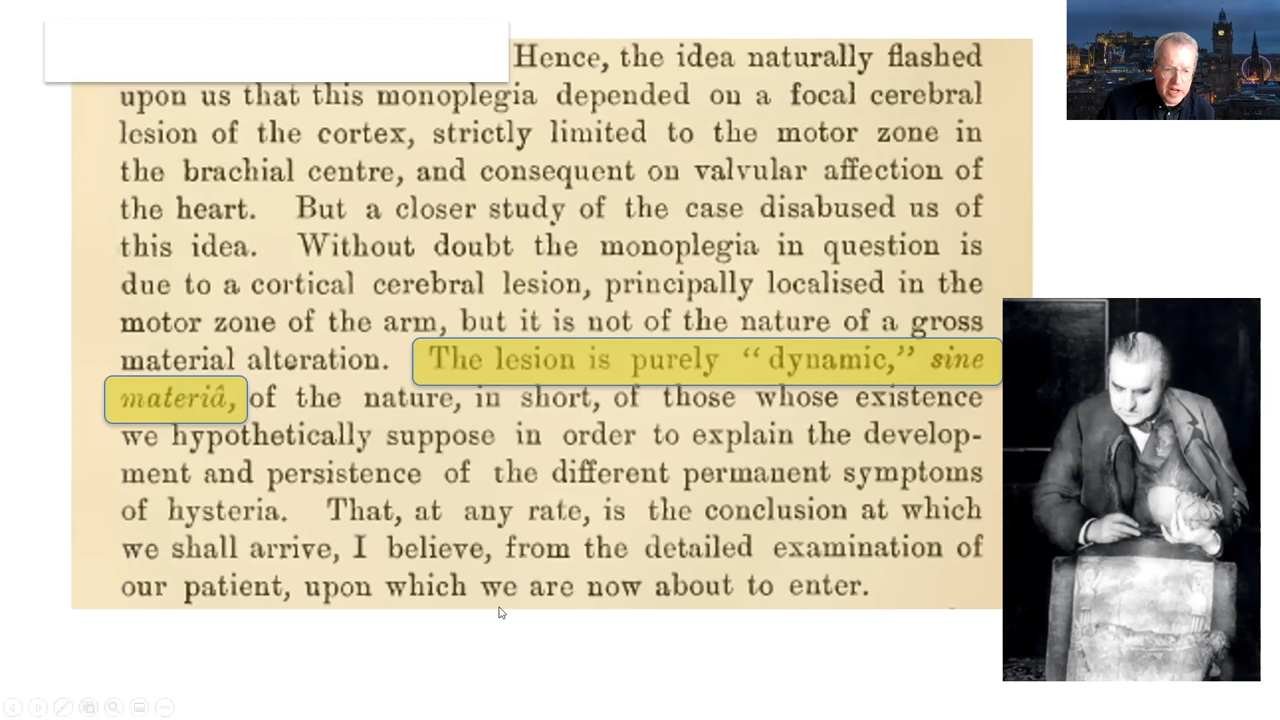 Hence, the idea naturally flashed
upon us that this monoplegia depended on a focal cerebral
lesion of the cortex, strictly limited to the motor zone in
the brachial centre, and consequent on valvular affection of
the heart. But a closer study of the case disabused us of
this idea. Without doubt the monoplegia in question is
due to a cortical cerebral lesion, principally localised in the
motor zone of the arm, but it is not of the nature of a gross
material alteration. The lesion is purely “dynamic,” sine
materiâ, of the nature, in short, of those whose existence
we hypothetically suppose in order to explain the develop-
ment and persistence of the different permanent symptoms
of hysteria. That, at any rate, is the conclusion at which
we shall arrive, I believe, from the detailed examination of
our patient, upon which we are now about to enter.